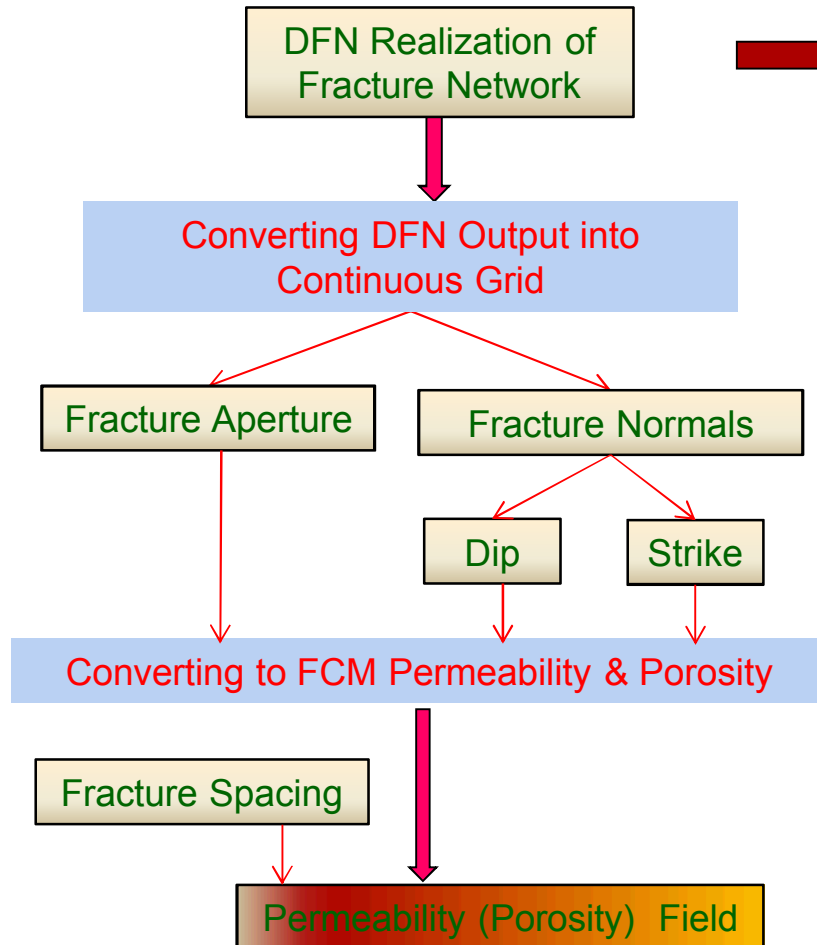 DFN Realization of
Fracture Network
Converting DFN Output into
Continuous Grid
Fracture Aperture
Fracture Normals
Dip
Strike
Converting to FCM Permeability & Porosity
Fracture Spacing
Permeability (Porosity) Field